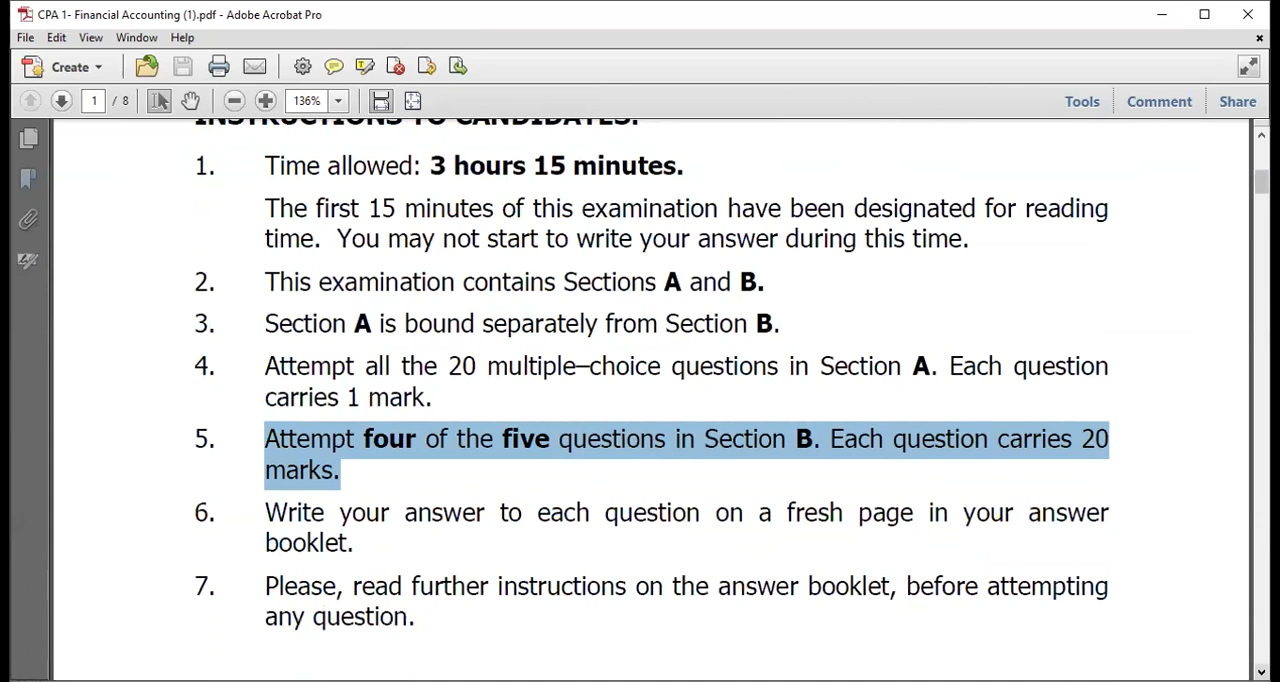 CPA 1- Financial Accounting (1).pdf - Adobe Acrobat Pro
File Edit View Window Help
Create
1 / 8 136% Tools Comment Share
INSTRUCTIONS TO CANDIDATES:
1. Time allowed: 3 hours 15 minutes.
The first 15 minutes of this examination have been designated for reading
time. You may not start to write your answer during this time.
2. This examination contains Sections A and B.
3. Section A is bound separately from Section B.
4. Attempt all the 20 multiple–choice questions in Section A. Each question
carries 1 mark.
5. Attempt four of the five questions in Section B. Each question carries 20
marks.
6. Write your answer to each question on a fresh page in your answer
booklet.
7. Please, read further instructions on the answer booklet, before attempting
any question.